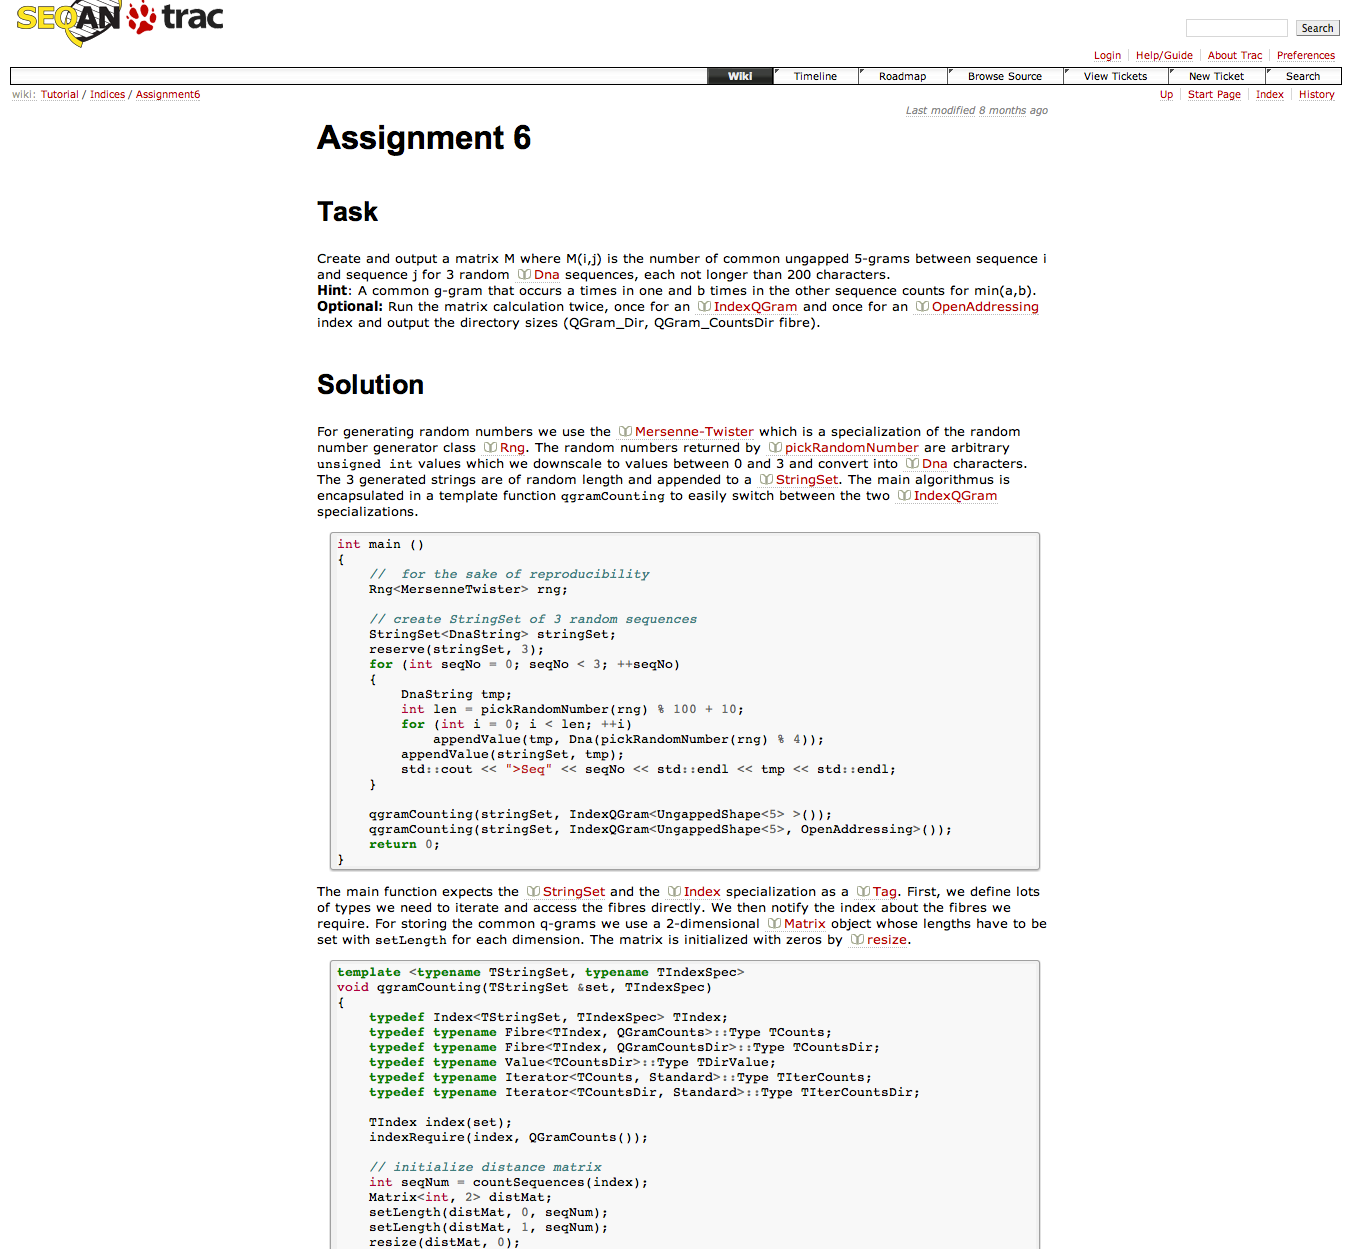 SEQAN trac
Search
Login Help/Guide About Trac Preferences
Wiki Timeline Roadmap Browse Source View Tickets New Ticket Search
wiki: Tutorial / Indices / Assignment6 Up Start Page Index History
Last modified 8 months ago
Assignment 6
Task
Create and output a matrix M where M(i,j) is the number of common ungapped 5-grams between sequence i
and sequence j for 3 random Dna sequences, each not longer than 200 characters.
Hint: A common g-gram that occurs a times in one and b times in the other sequence counts for min(a,b).
Optional: Run the matrix calculation twice, once for an IndexQGram and once for an OpenAddressing
index and output the directory sizes (QGram_Dir, QGram_CountsDir fibre).
Solution
For generating random numbers we use the Mersenne-Twister which is a specialization of the random
number generator class Rng. The random numbers returned by pickRandomNumber are arbitrary
unsigned int values which we downscale to values between 0 and 3 and convert into Dna characters.
The 3 generated strings are of random length and appended to a StringSet. The main algorithmus is
encapsulated in a template function qgramCounting to easily switch between the two IndexQGram
specializations.
int main ()
{
    //  for the sake of reproducibility
    Rng<MersenneTwister> rng;
    // create StringSet of 3 random sequences
    StringSet<DnaString> stringSet;
    reserve(stringSet, 3);
    for (int seqNo = 0; seqNo < 3; ++seqNo)
    {
        DnaString tmp;
        int len = pickRandomNumber(rng) % 100 + 10;
        for (int i = 0; i < len; ++i)
            appendValue(tmp, Dna(pickRandomNumber(rng) % 4));
        appendValue(stringSet, tmp);
        std::cout << ">Seq" << seqNo << std::endl << tmp << std::endl;
    }
    qgramCounting(stringSet, IndexQGram<UngappedShape<5> >());
    qgramCounting(stringSet, IndexQGram<UngappedShape<5>, OpenAddressing>());
    return 0;
}
The main function expects the StringSet and the Index specialization as a Tag. First, we define lots
of types we need to iterate and access the fibres directly. We then notify the index about the fibres we
require. For storing the common q-grams we use a 2-dimensional Matrix object whose lengths have to be
set with setLength for each dimension. The matrix is initialized with zeros by resize.
template <typename TStringSet, typename TIndexSpec>
void qgramCounting(TStringSet &set, TIndexSpec)
{
    typedef Index<TStringSet, TIndexSpec> TIndex;
    typedef typename Fibre<TIndex, QGramCounts>::Type TCounts;
    typedef typename Fibre<TIndex, QGramCountsDir>::Type TCountsDir;
    typedef typename Value<TCountsDir>::Type TDirValue;
    typedef typename Iterator<TCounts, Standard>::Type TIterCounts;
    typedef typename Iterator<TCountsDir, Standard>::Type TIterCountsDir;
    TIndex index(set);
    indexRequire(index, QGramCounts());
    // initialize distance matrix
    int seqNum = countSequences(index);
    Matrix<int, 2> distMat;
    setLength(distMat, 0, seqNum);
    setLength(distMat, 1, seqNum);
    resize(distMat, 0);